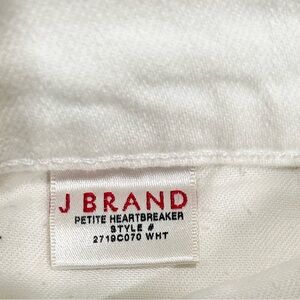 J BRAND
PETITE HEARTBREAKER
STYLE #
2719C070 WHT